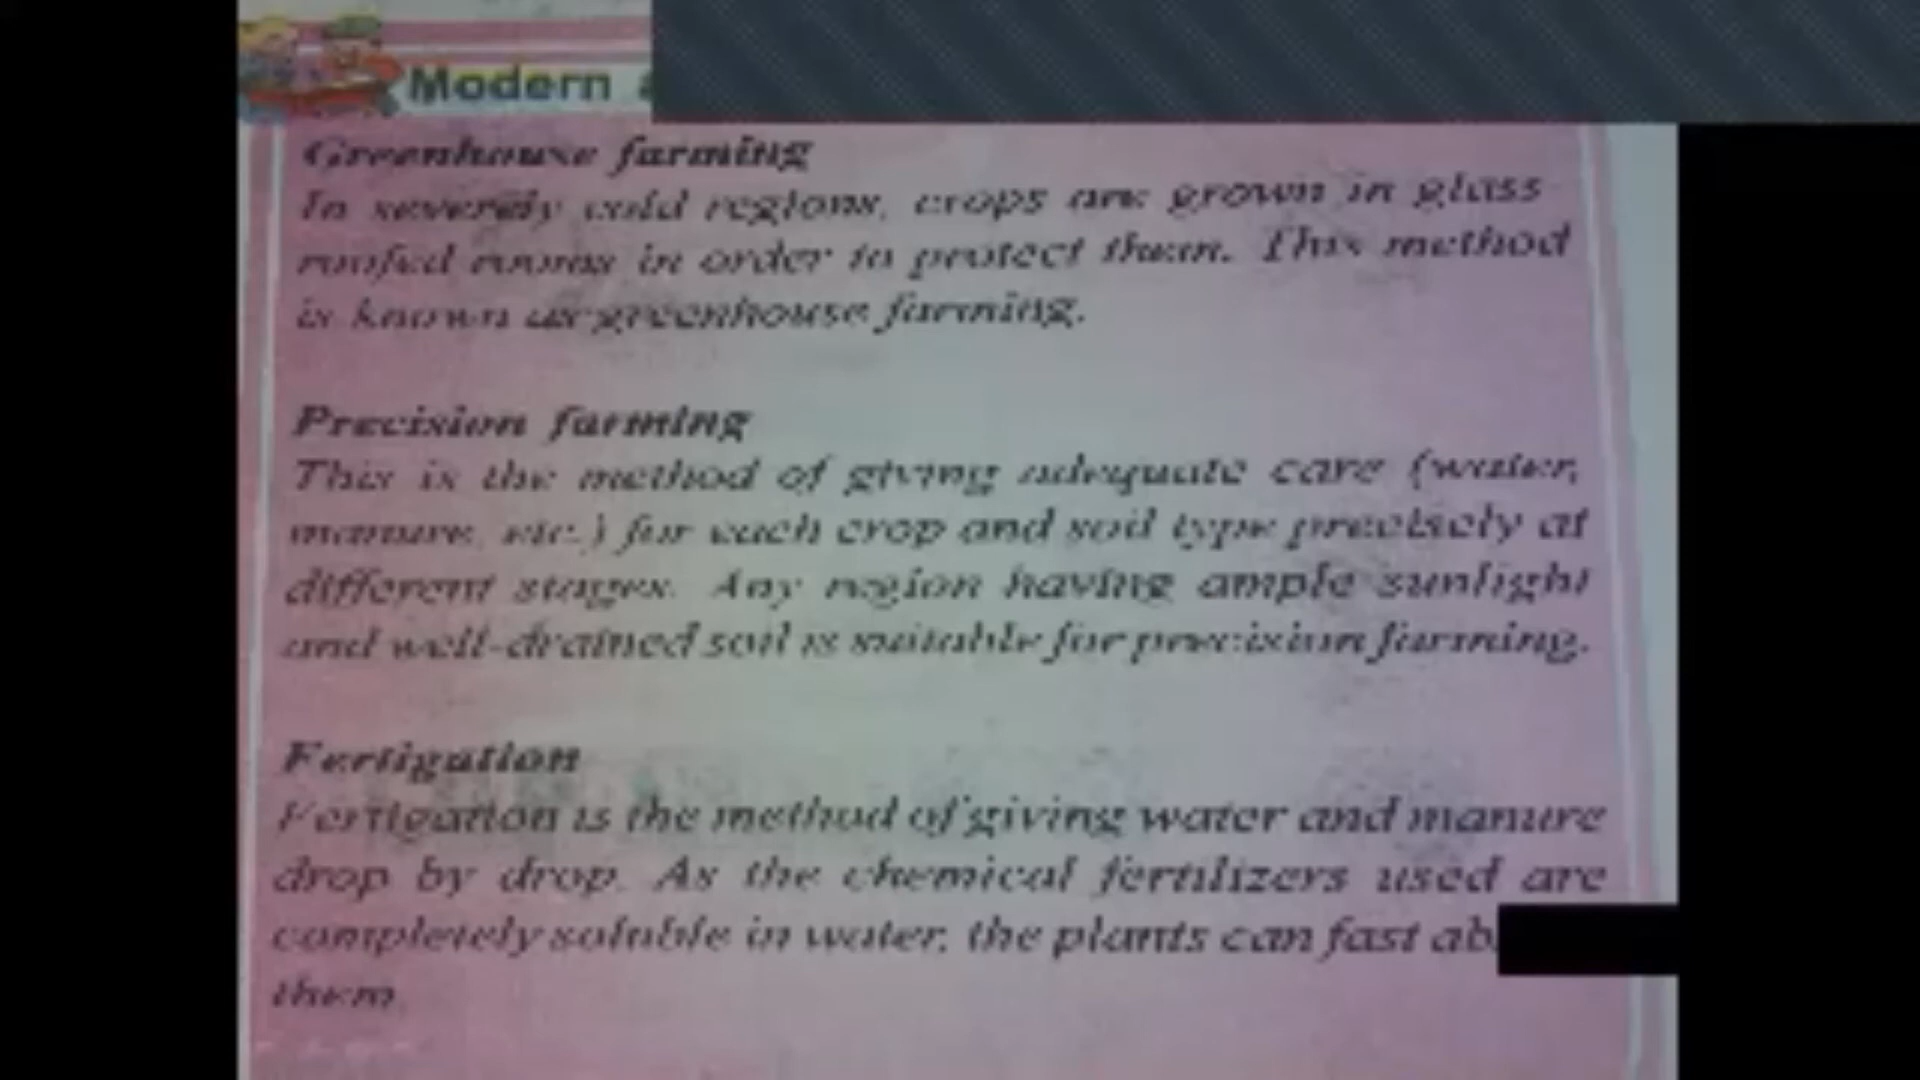 Modern
Greenhouse farming
In severely cold regions, crops are grown in glass
roofed rooms in order to protect them. This method
is known as greenhouse farming.
Precision farming
This is the method of giving adequate care (water,
manure, etc.) for each crop and soil type precisely at
different stages. Any region having ample sunlight
and well-drained soil is suitable for precision farming.
Fertigation
Fertigation is the method of giving water and manure
drop by drop. As the chemical fertilizers used are
completely soluble in water, the plants can fast
them.